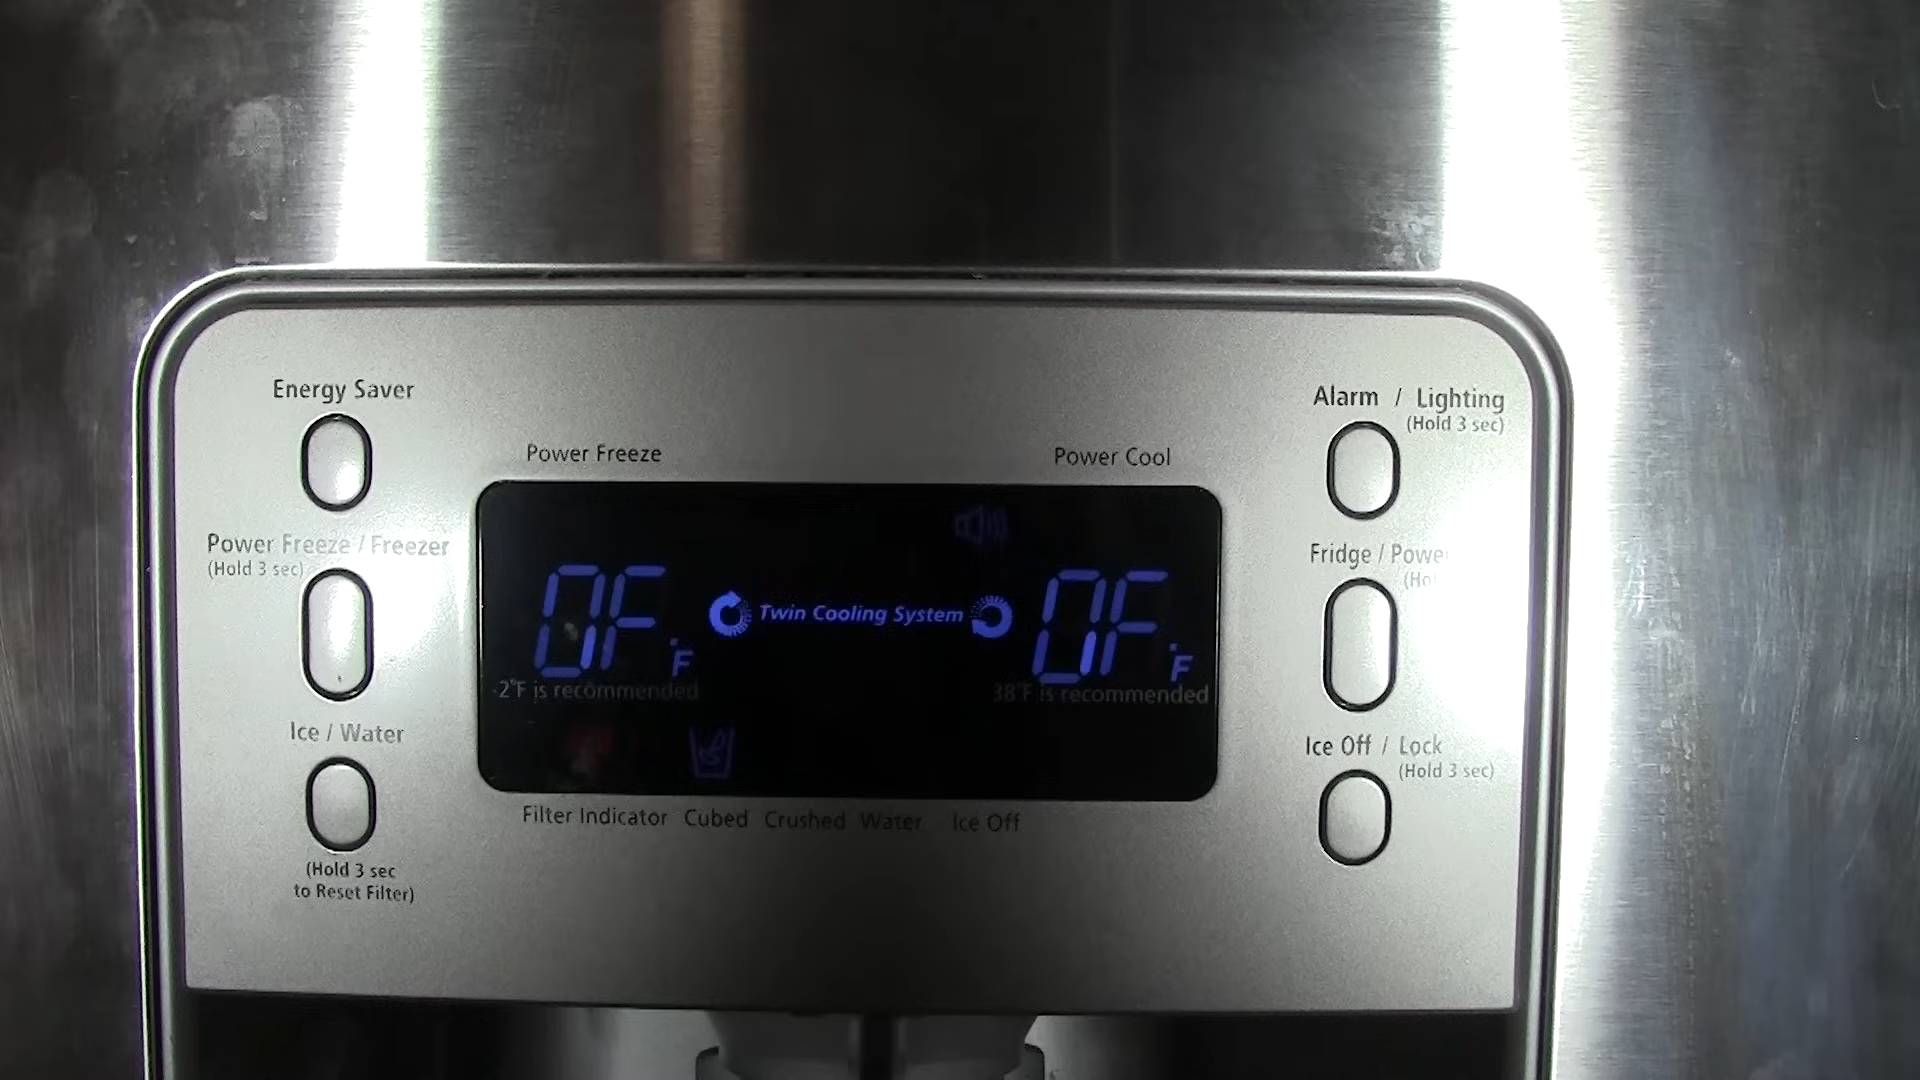 Energy Saver
Alarm / Lighting
(Hold 3 sec)
Power Freeze
Power Cool
Power Freeze / Freezer
(Hold 3 sec)
Fridge / Power
OF °F
Twin Cooling System
OF °F
-2°F is recommended
38°F is recommended
Ice / Water
Ice Off / Lock
(Hold 3 sec)
Filter Indicator Cubed Crushed Water Ice Off
(Hold 3 sec
to Reset Filter)